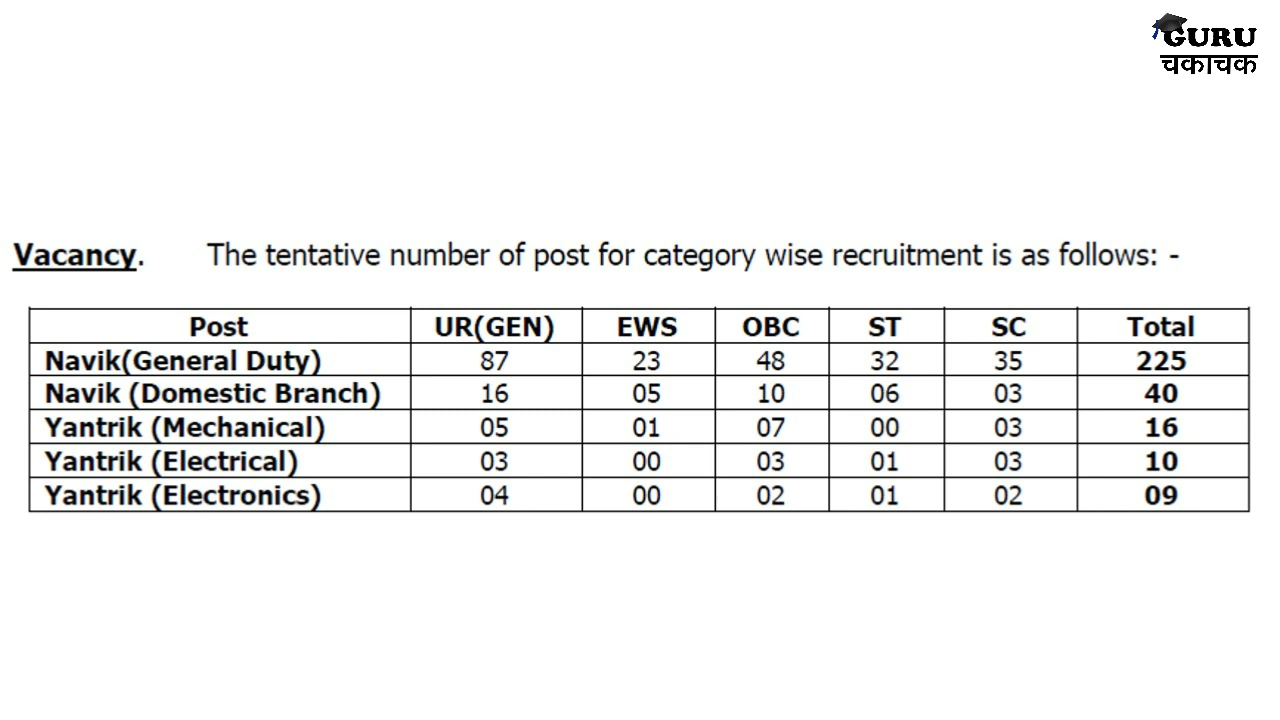 GURU
चकाचक
Vacancy. The tentative number of post for category wise recruitment is as follows: -
Post UR(GEN) EWS OBC ST SC Total
Navik(General Duty) 87 23 48 32 35 225
Navik (Domestic Branch) 16 05 10 06 03 40
Yantrik (Mechanical) 05 01 07 00 03 16
Yantrik (Electrical) 03 00 03 01 03 10
Yantrik (Electronics) 04 00 02 01 02 09